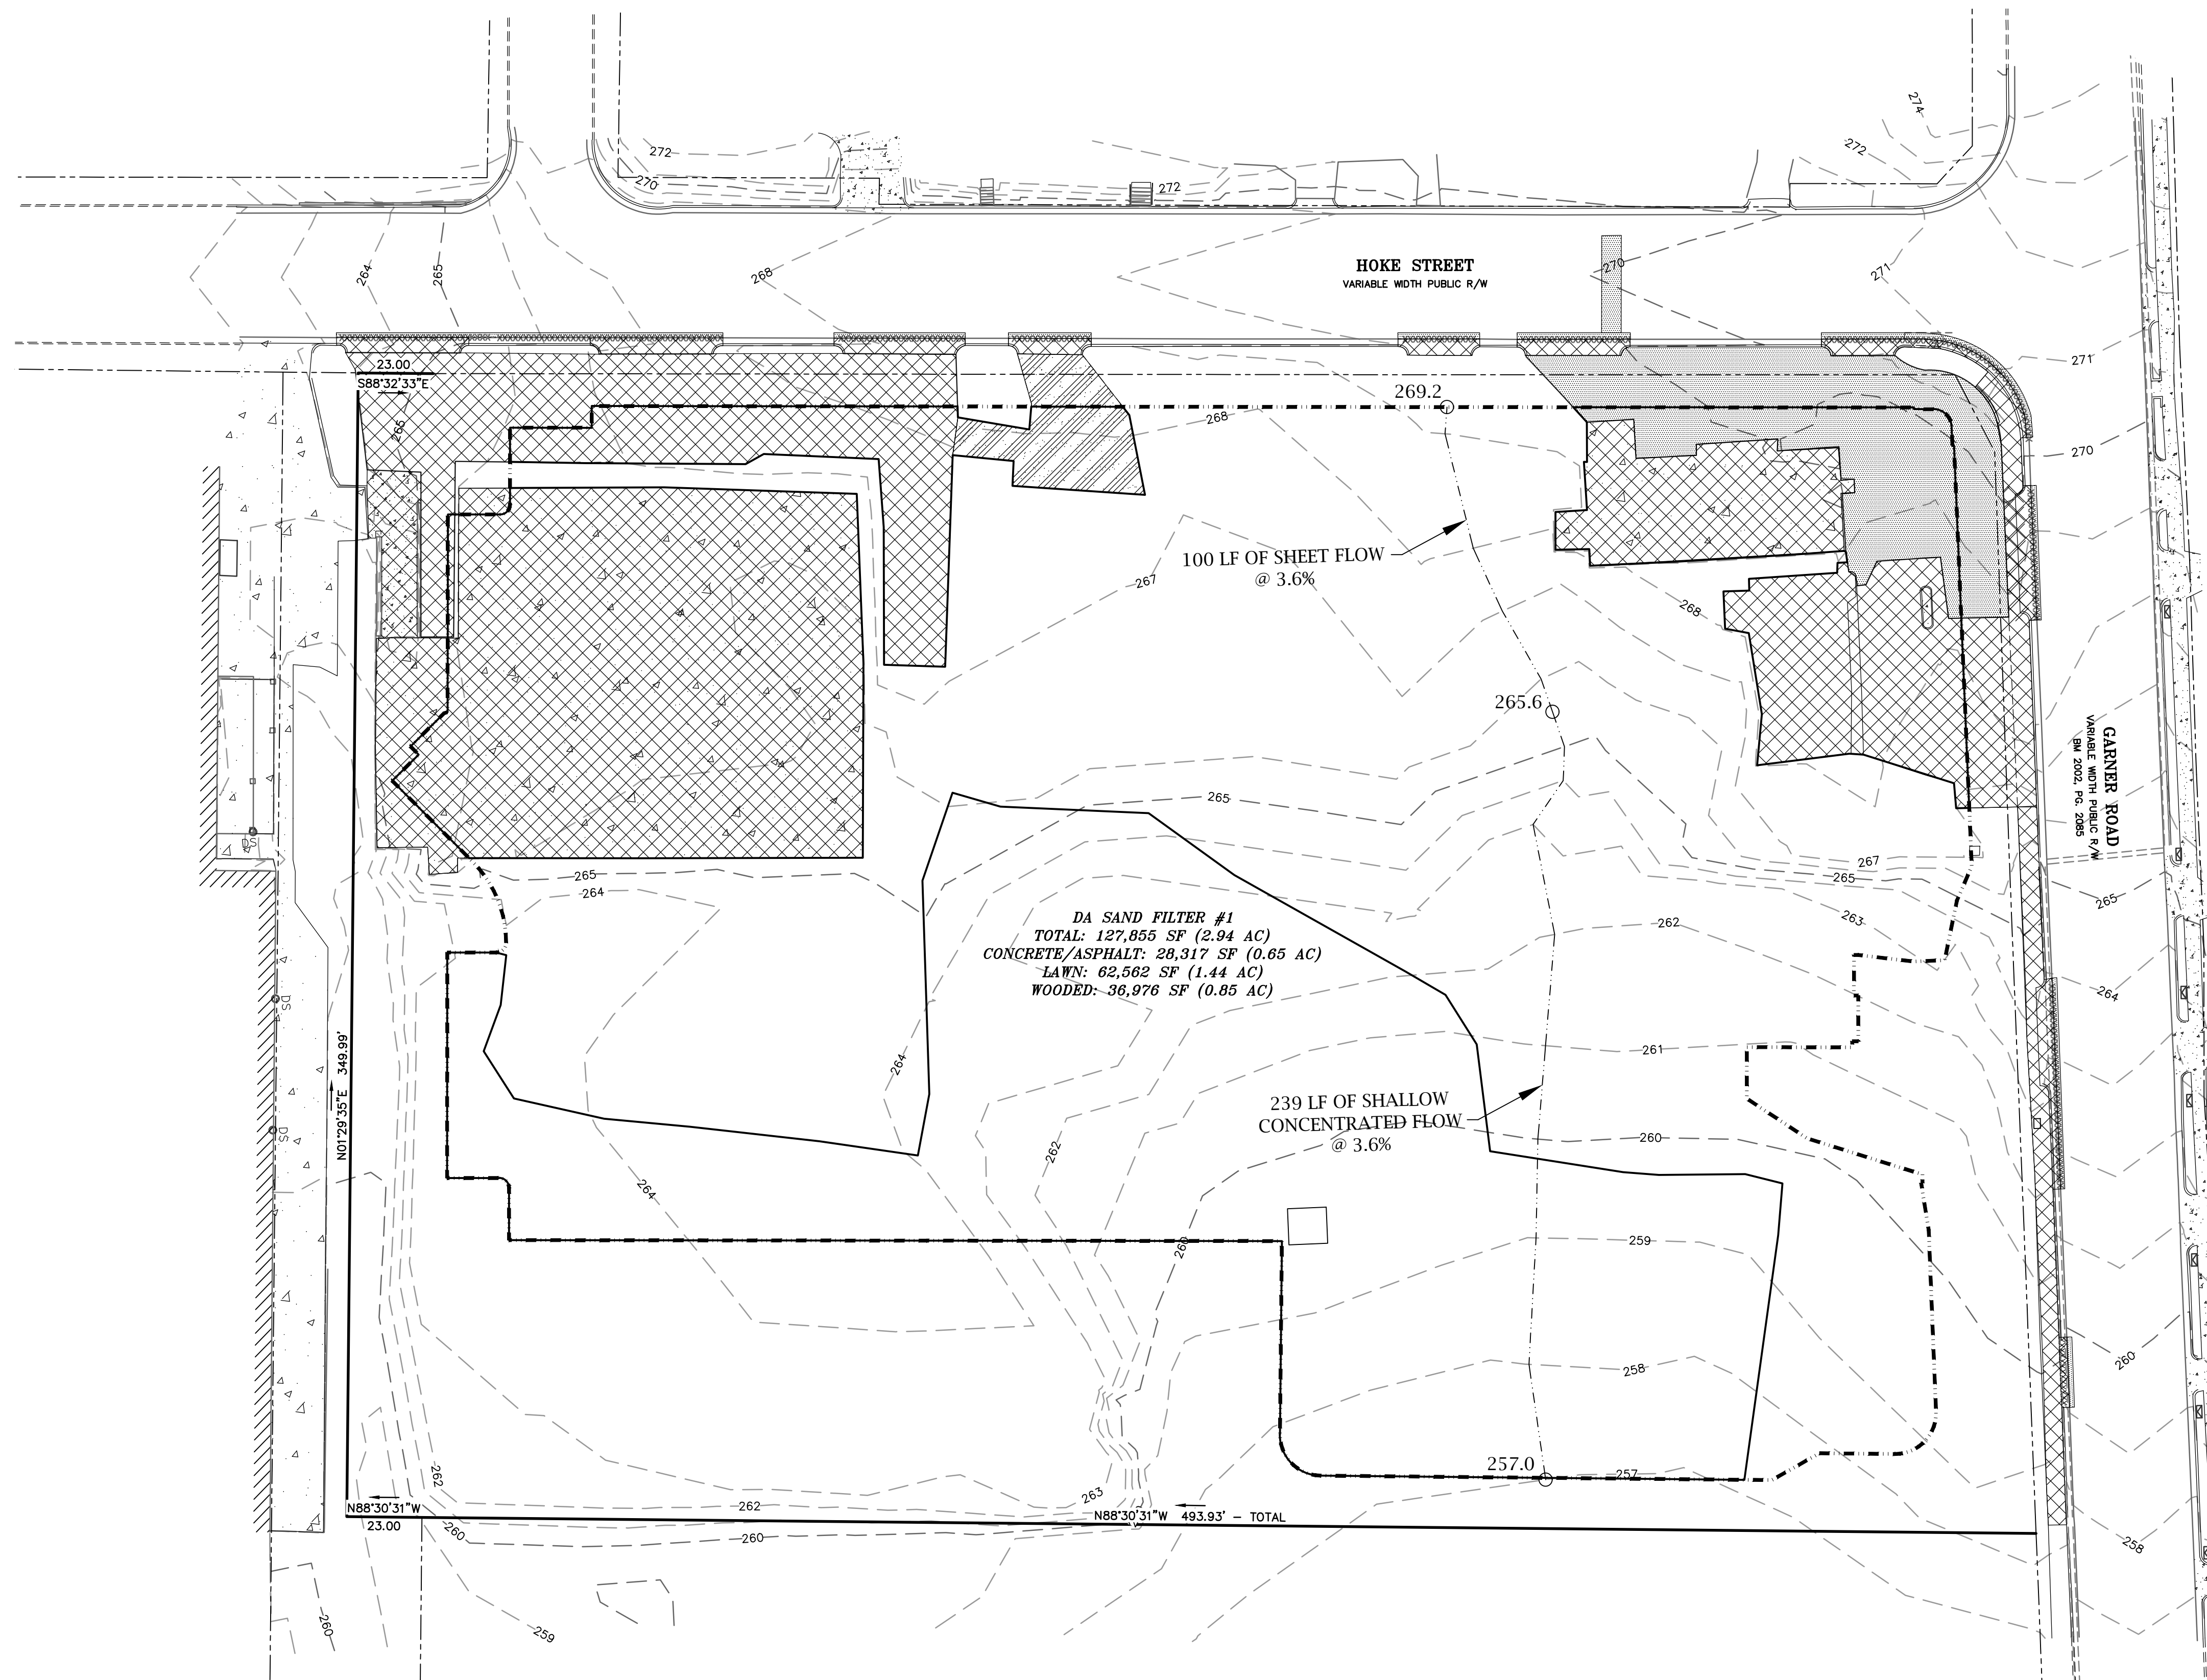 274
272
272
270
272
HOKE STREET
VARIABLE WIDTH PUBLIC R/W
264
265
268
270
271
271
270
23.00
S88°32'33"E
265
269.2
268
100 LF OF SHEET FLOW
@ 3.6%
267
268
265.6
GARNER ROAD
VARIABLE WIDTH PUBLIC R/W
BM 2002, PG. 2085
265
DS
267
265
265
264
265
263
262
DA SAND FILTER #1
TOTAL: 127,855 SF (2.94 AC)
CONCRETE/ASPHALT: 28,317 SF (0.65 AC)
LAWN: 62,562 SF (1.44 AC)
WOODED: 36,976 SF (0.85 AC)
264
DS
N01°29'35"E 349.99'
264
261
DS
239 LF OF SHALLOW
CONCENTRATED FLOW
@ 3.6%
260
262
264
260
259
260
258
262
257.0
257
263
262
N88°30'31"W
23.00
N88°30'31"W 493.93' - TOTAL
260
260
258
260
259